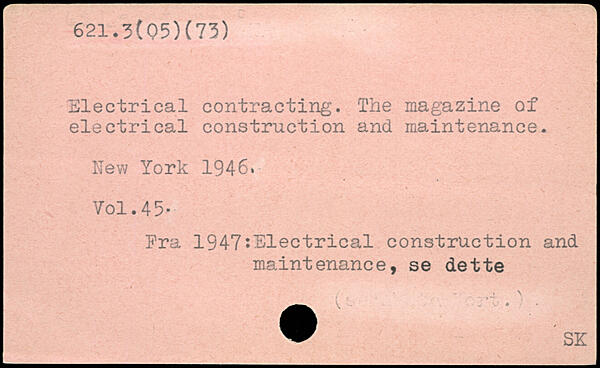 621.3(05)(73)
Electrical contracting. The magazine of
electrical construction and maintenance.
New York 1946.
Vol.45.
Fra 1947:Electrical construction and
maintenance, se dette
SK